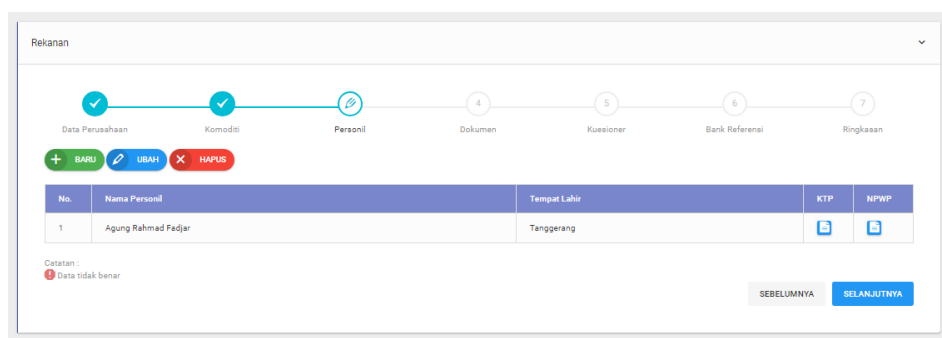 Rekanan
4
5
6
7
Data Perusahaan
Komoditi
Personil
Dokumen
Kuesioner
Bank Referensi
Ringkasan
BARU
UBAH
HAPUS
No. Nama Personil Tempat Lahir KTP NPWP
1 Agung Rahmad Fadjar Tanggerang
Catatan :
Data tidak benar
SEBELUMNYA
SELANJUTNYA